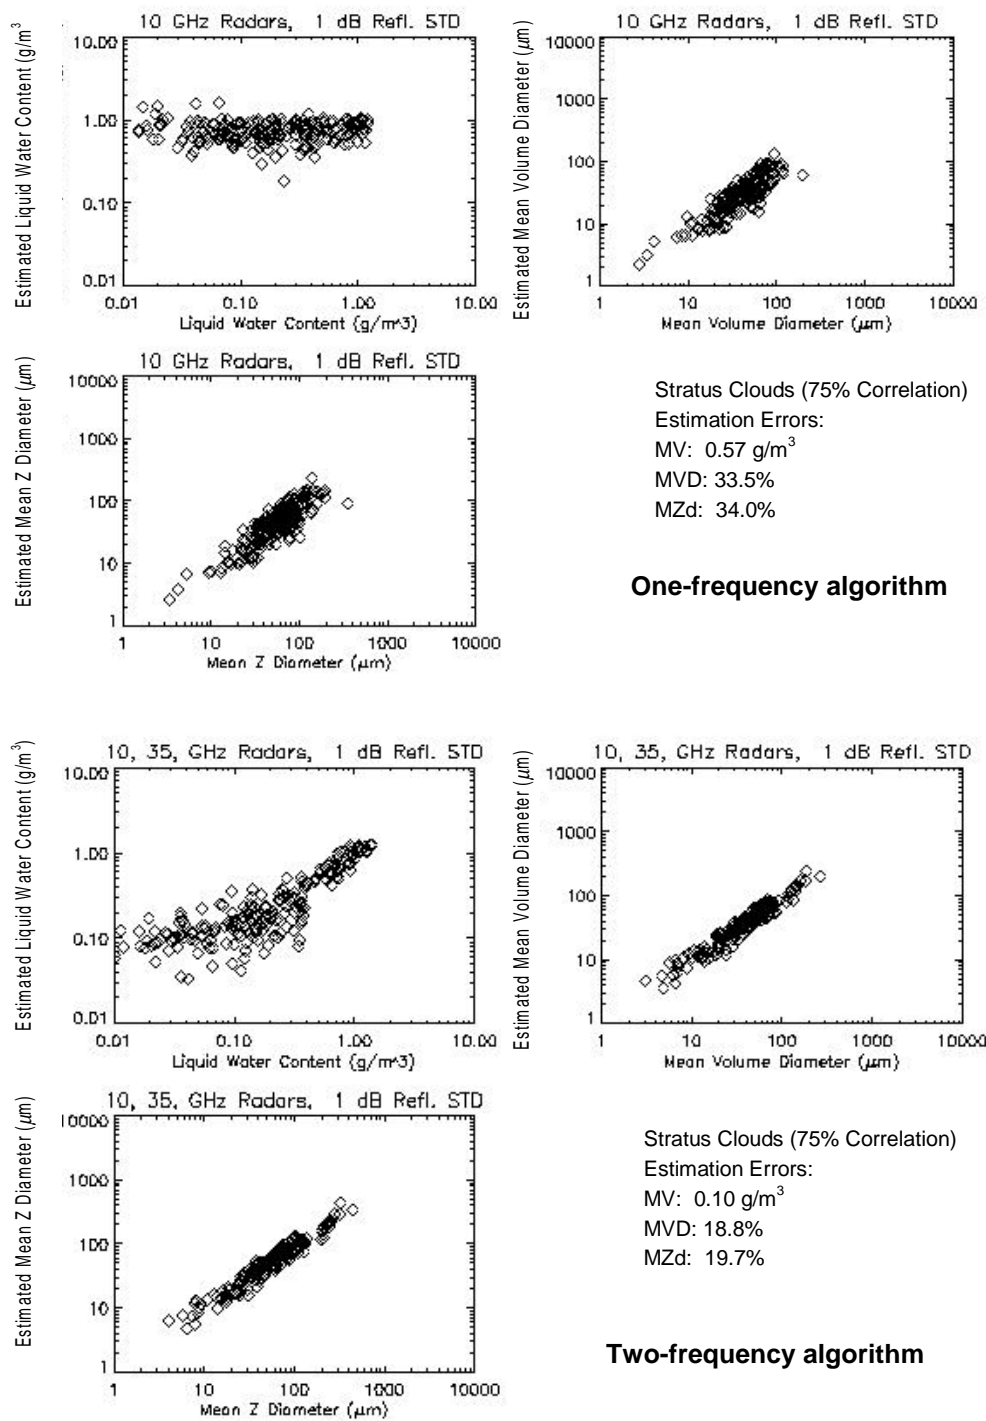 10 GHz Radars, 1 dB Refl. STD
Estimated Liquid Water Content (g/m³)
10.00
1.00
0.10
0.01
0.01 0.10 1.00 10.00
Liquid Water Content (g/m^3)
10 GHz Radars, 1 dB Refl. STD
Estimated Mean Volume Diameter (μm)
10000
1000
100
10
1
1 10 100 1000 10000
Mean Volume Diameter (μm)
10 GHz Radars, 1 dB Refl. STD
Estimated Mean Z Diameter (μm)
10000
1000
100
10
1
1 10 100 1000 10000
Mean Z Diameter (μm)
Stratus Clouds (75% Correlation)
Estimation Errors:
MV: 0.57 g/m³
MVD: 33.5%
MZd: 34.0%
One-frequency algorithm
10, 35, GHz Radars, 1 dB Refl. STD
Estimated Liquid Water Content (g/m³)
10.00
1.00
0.10
0.01
0.01 0.10 1.00 10.00
Liquid Water Content (g/m^3)
10, 35, GHz Radars, 1 dB Refl. STD
Estimated Mean Volume Diameter (μm)
10000
1000
100
10
1
1 10 100 1000 10000
Mean Volume Diameter (μm)
10, 35, GHz Radars, 1 dB Refl. STD
Estimated Mean Z Diameter (μm)
10000
1000
100
10
1
1 10 100 1000 10000
Mean Z Diameter (μm)
Stratus Clouds (75% Correlation)
Estimation Errors:
MV: 0.10 g/m³
MVD: 18.8%
MZd: 19.7%
Two-frequency algorithm